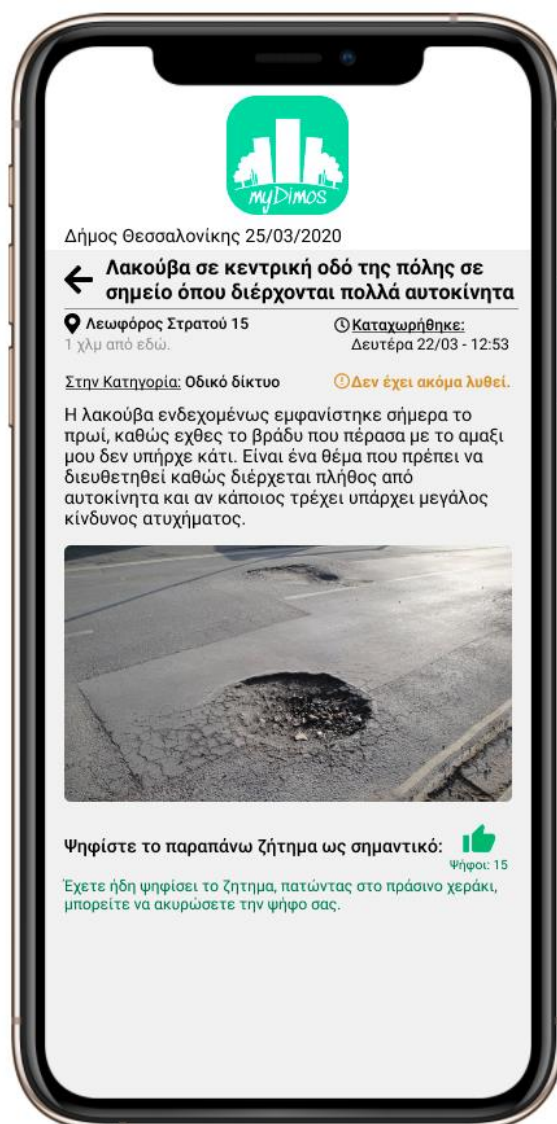 myDimos
Δήμος Θεσσαλονίκης 25/03/2020
Λακούβα σε κεντρική οδό της πόλης σε
σημείο όπου διέρχονται πολλά αυτοκίνητα
Λεωφόρος Στρατού 15
1 χλμ από εδώ.
Καταχωρήθηκε:
Δευτέρα 22/03 - 12:53
Στην Κατηγορία: Οδικό δίκτυο
Δεν έχει ακόμα λυθεί.
Η λακούβα ενδεχομένως εμφανίστηκε σήμερα το
πρωί, καθώς εχθες το βράδυ που πέρασα με το αμαξι
μου δεν υπήρχε κάτι. Είναι ένα θέμα που πρέπει να
διευθετηθεί καθώς διέρχεται πλήθος από
αυτοκίνητα και αν κάποιος τρέχει υπάρχει μεγάλος
κίνδυνος ατυχήματος.
Ψηφίστε το παραπάνω ζήτημα ως σημαντικό:
Ψήφοι: 15
Έχετε ήδη ψηφίσει το ζητημα, πατώντας στο πράσινο χεράκι,
μπορείτε να ακυρώσετε την ψήφο σας.